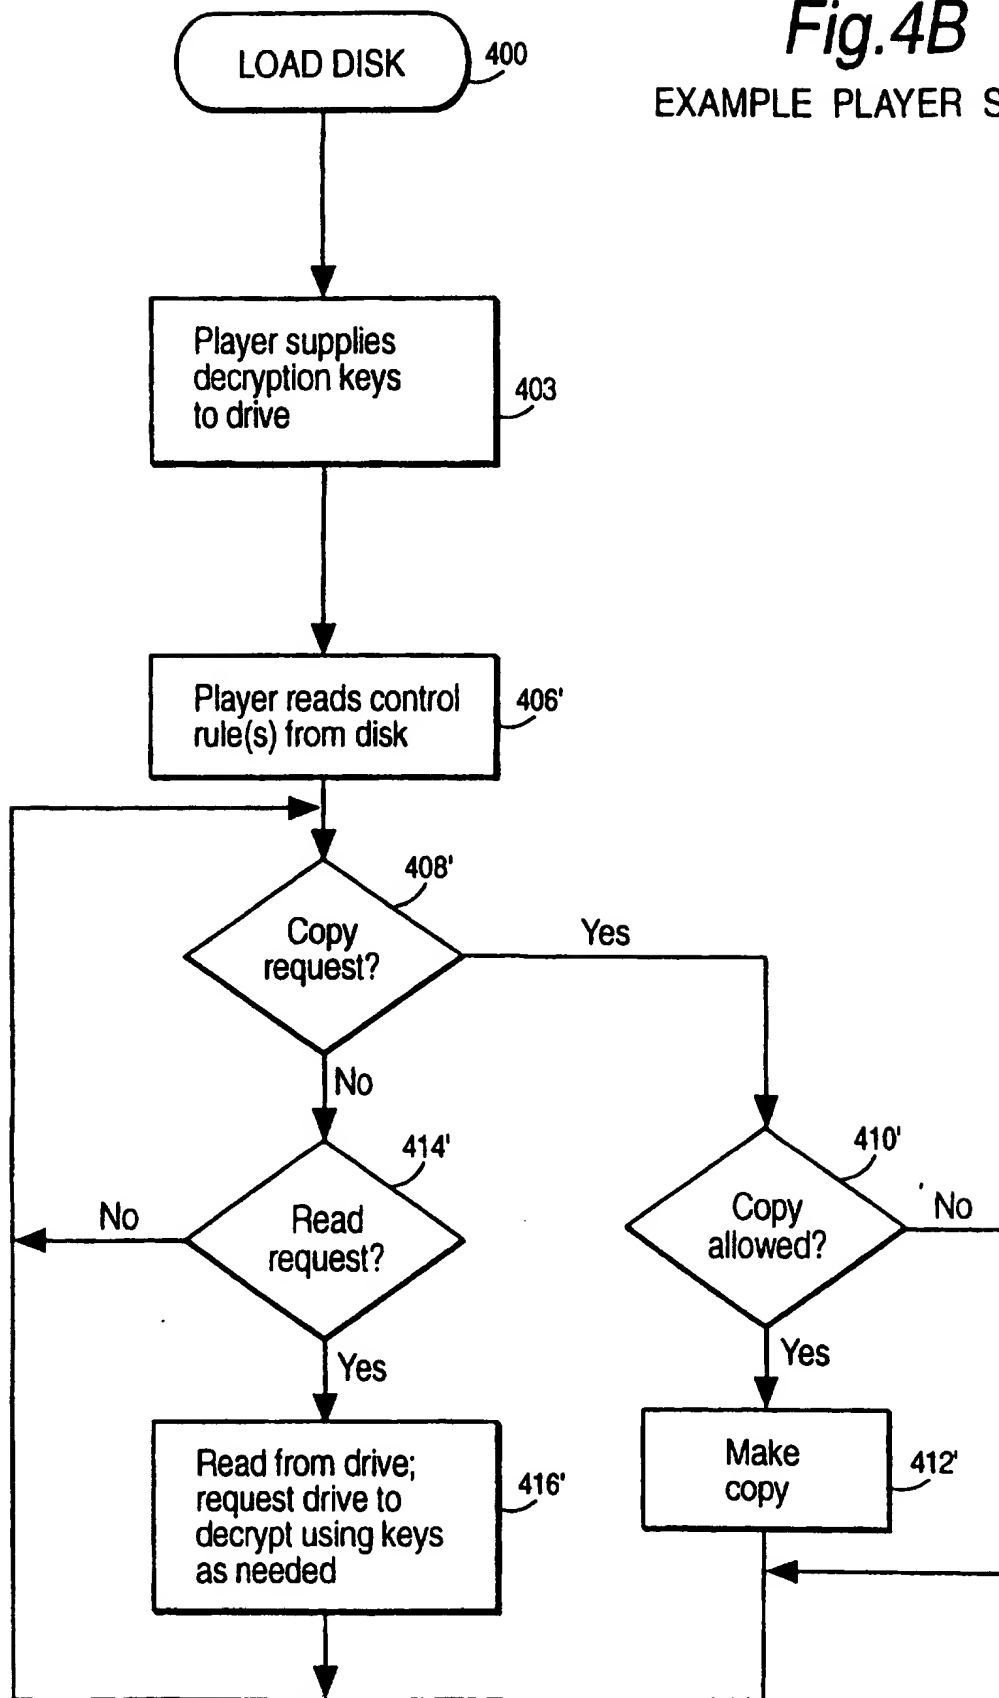 Fig.4B
EXAMPLE PLAYER S
LOAD DISK
400
Player supplies
decryption keys
to drive
403
Player reads control
rule(s) from disk
406'
408'
Copy
request?
Yes
No
414'
Read
request?
No
410'
Copy
allowed?
No
Yes
Yes
Read from drive;
request drive to
decrypt using keys
as needed
416'
Make
copy
412'